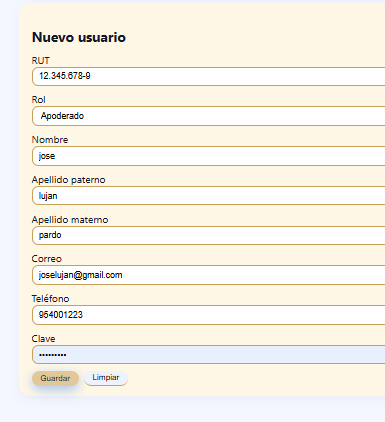 Nuevo usuario
RUT
12.345.678-9
Rol
Apoderado
Nombre
jose
Apellido paterno
lujan
Apellido materno
pardo
Correo
joselujan@gmail.com
Teléfono
954001223
Clave
•••••••••
Guardar Limpiar